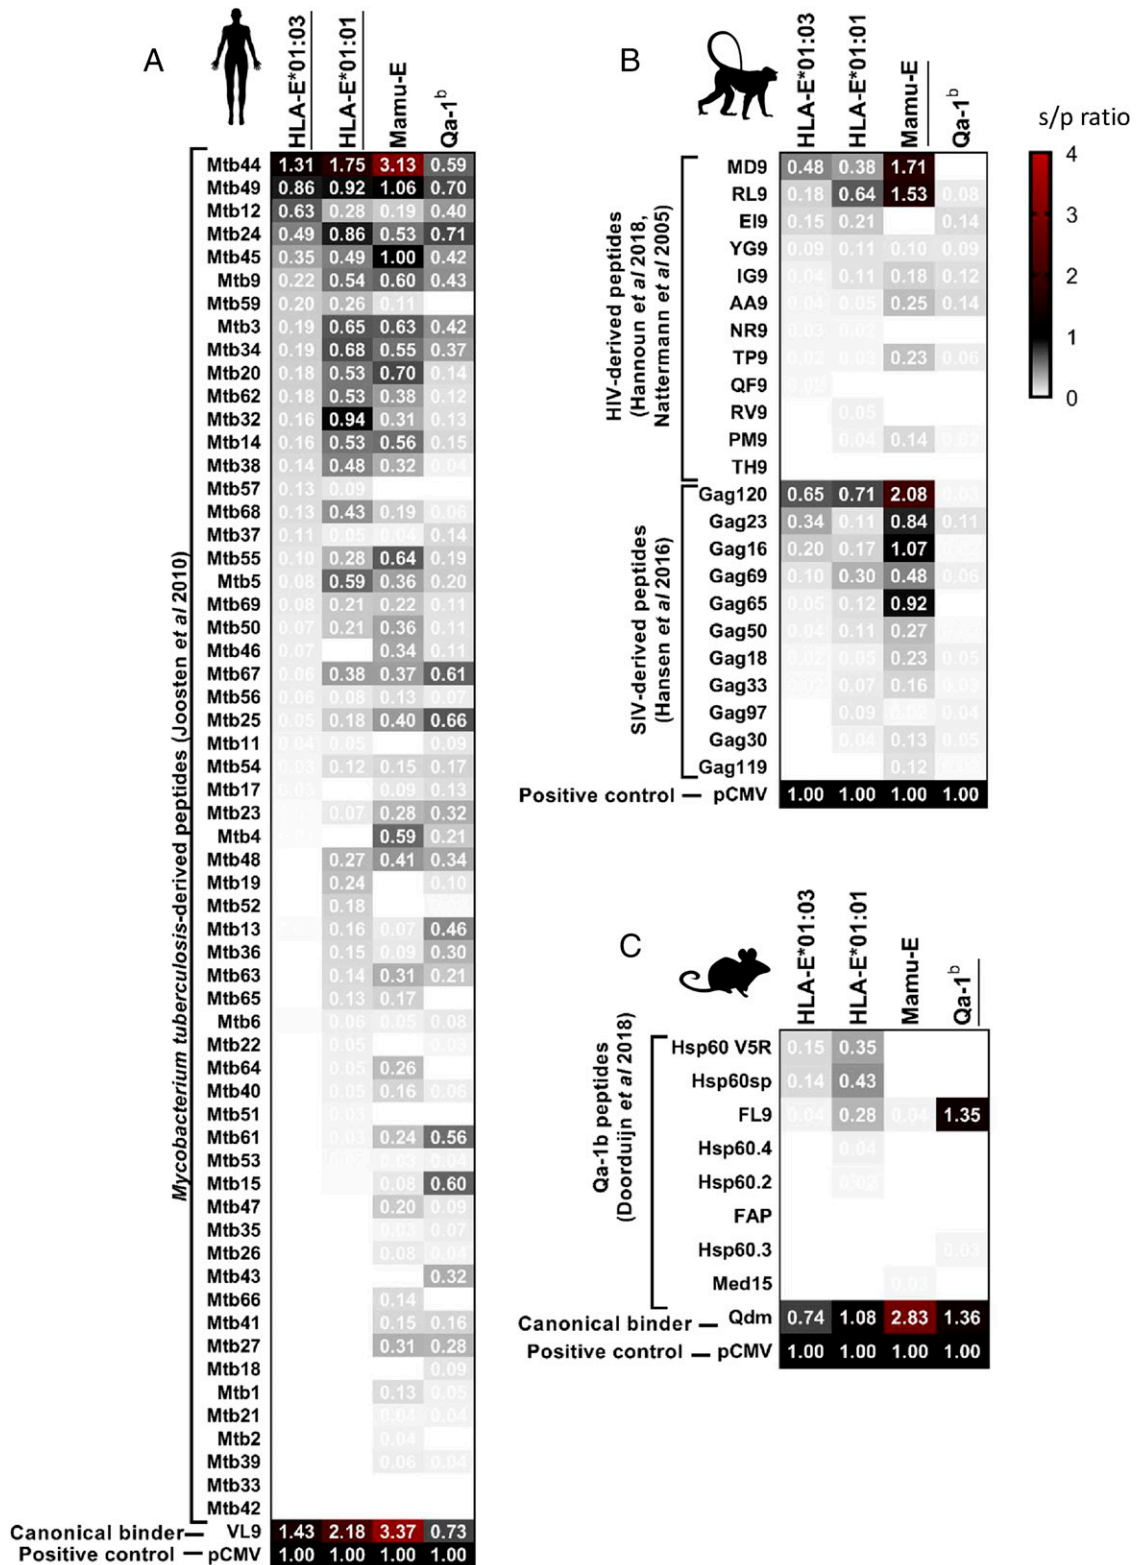 A
HLA-E*01:03
HLA-E*01:01
Mamu-E
Qa-1b
Mycobacterium tuberculosis-derived peptides (Joosten et al 2010)
Mtb44 1.31 1.75 3.13 0.59
Mtb49 0.86 0.92 1.06 0.70
Mtb12 0.63 0.28 0.19 0.40
Mtb24 0.49 0.86 0.53 0.71
Mtb45 0.35 0.49 1.00 0.42
Mtb9 0.22 0.54 0.60 0.43
Mtb59 0.20 0.26 0.11
Mtb3 0.19 0.65 0.63 0.42
Mtb34 0.19 0.68 0.55 0.37
Mtb20 0.18 0.53 0.70 0.14
Mtb62 0.18 0.53 0.38 0.12
Mtb32 0.16 0.94 0.31 0.13
Mtb14 0.16 0.53 0.56 0.15
Mtb38 0.14 0.48 0.32 0.04
Mtb57 0.13 0.09
Mtb68 0.13 0.43 0.19 0.06
Mtb37 0.11 0.05 0.04 0.14
Mtb55 0.10 0.28 0.64 0.19
Mtb5 0.08 0.59 0.36 0.20
Mtb69 0.08 0.21 0.22 0.11
Mtb50 0.07 0.21 0.36 0.11
Mtb46 0.07 0.34 0.11
Mtb67 0.06 0.38 0.37 0.61
Mtb56 0.06 0.08 0.13 0.07
Mtb25 0.05 0.18 0.40 0.66
Mtb11 0.04 0.05 0.09
Mtb54 0.03 0.12 0.15 0.17
Mtb17 0.03 0.09 0.13
Mtb23 0.07 0.28 0.32
Mtb4 0.59 0.21
Mtb48 0.27 0.41 0.34
Mtb19 0.24 0.10
Mtb52 0.18
Mtb13 0.16 0.07 0.46
Mtb36 0.15 0.09 0.30
Mtb63 0.14 0.31 0.21
Mtb65 0.13 0.17
Mtb6 0.06 0.05 0.08
Mtb22 0.05 0.03
Mtb64 0.05 0.26
Mtb40 0.05 0.16 0.06
Mtb51 0.03
Mtb61 0.03 0.24 0.56
Mtb53 0.02 0.03 0.04
Mtb15 0.08 0.60
Mtb47 0.20 0.09
Mtb35 0.03 0.07
Mtb26 0.08 0.04
Mtb43 0.32
Mtb66 0.14
Mtb41 0.15 0.16
Mtb27 0.31 0.28
Mtb18 0.09
Mtb1 0.13 0.05
Mtb21 0.04 0.04
Mtb2 0.04
Mtb39 0.06 0.04
Mtb33
Mtb42
Canonical binder VL9 1.43 2.18 3.37 0.73
Positive control pCMV 1.00 1.00 1.00 1.00
B
HLA-E*01:03
HLA-E*01:01
Mamu-E
Qa-1b
HIV-derived peptides
(Hannoun et al 2018,
Nattermann et al 2005)
MD9 0.48 0.38 1.71
RL9 0.18 0.64 1.53 0.08
EI9 0.15 0.21 0.14
YG9 0.09 0.11 0.10 0.09
IG9 0.04 0.11 0.18 0.12
AA9 0.04 0.05 0.25 0.14
NR9 0.03 0.02
TP9 0.02 0.03 0.23 0.06
QF9
RV9 0.05
PM9 0.04 0.14 0.02
TH9
SIV-derived peptides
(Hansen et al 2016)
Gag120 0.65 0.71 2.08 0.03
Gag23 0.34 0.11 0.84 0.11
Gag16 0.20 0.17 1.07
Gag69 0.10 0.30 0.48 0.06
Gag65 0.05 0.12 0.92
Gag50 0.04 0.11 0.27
Gag18 0.02 0.05 0.23 0.05
Gag33 0.02 0.07 0.16 0.03
Gag97 0.09 0.02 0.04
Gag30 0.04 0.13 0.05
Gag119 0.12
Positive control pCMV 1.00 1.00 1.00 1.00
s/p ratio
4
3
2
1
0
C
HLA-E*01:03
HLA-E*01:01
Mamu-E
Qa-1b
Qa-1b peptides
(Doorduijn et al 2018)
Hsp60 V5R 0.15 0.35
Hsp60sp 0.14 0.43
FL9 0.04 0.28 0.04 1.35
Hsp60.4 0.04
Hsp60.2 0.02
FAP
Hsp60.3 0.03
Med15
Canonical binder Qdm 0.74 1.08 2.83 1.36
Positive control pCMV 1.00 1.00 1.00 1.00